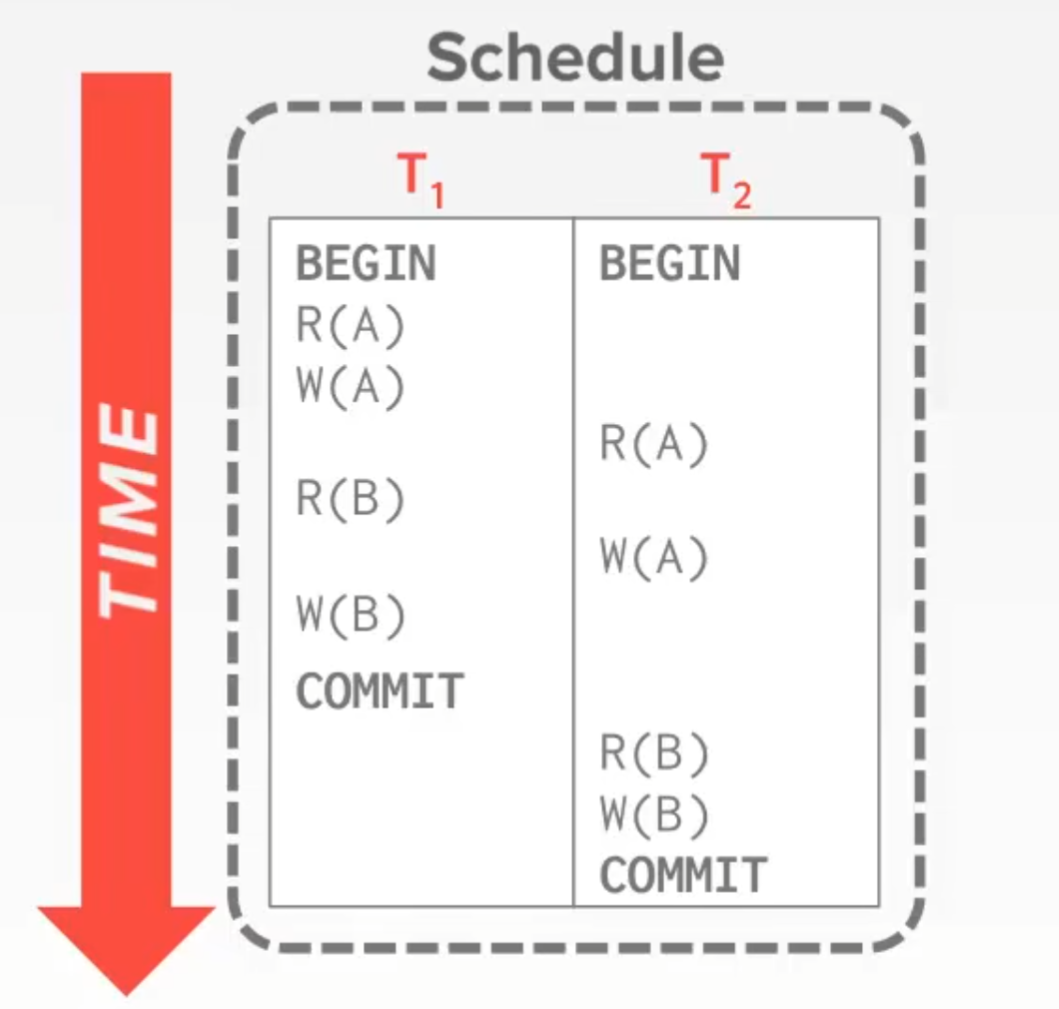 Schedule
TIME
T1 T2
BEGIN BEGIN
R(A)
W(A)
R(A)
R(B)
W(A)
W(B)
COMMIT
R(B)
W(B)
COMMIT